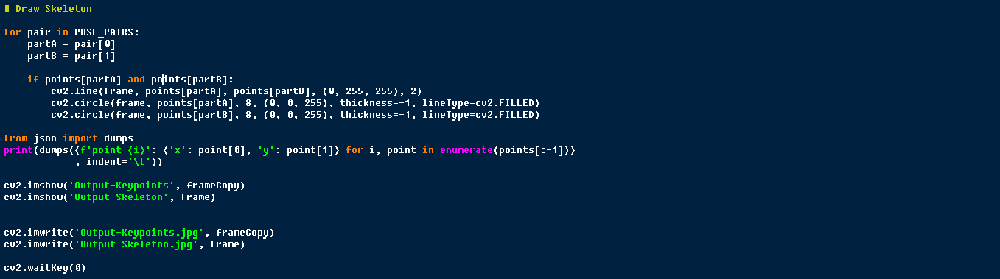 # Draw Skeleton
for pair in POSE_PAIRS:
    partA = pair[0]
    partB = pair[1]
    if points[partA] and points[partB]:
        cv2.line(frame, points[partA], points[partB], (0, 255, 255), 2)
        cv2.circle(frame, points[partA], 8, (0, 0, 255), thickness=-1, lineType=cv2.FILLED)
        cv2.circle(frame, points[partB], 8, (0, 0, 255), thickness=-1, lineType=cv2.FILLED)
from json import dumps
print(dumps({f'point {i}': {'x': point[0], 'y': point[1]} for i, point in enumerate(points[:-1])}
            , indent='\t'))
cv2.imshow('Output-Keypoints', frameCopy)
cv2.imshow('Output-Skeleton', frame)
cv2.imwrite('Output-Keypoints.jpg', frameCopy)
cv2.imwrite('Output-Skeleton.jpg', frame)
cv2.waitKey(0)